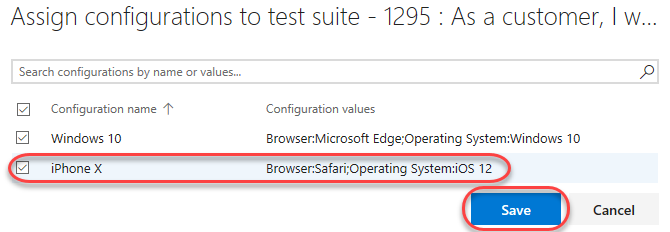 Assign configurations to test suite - 1295 : As a customer, I w...
Search configurations by name or values...
Configuration name ↑ Configuration values
Windows 10 Browser:Microsoft Edge;Operating System:Windows 10
iPhone X Browser:Safari;Operating System:iOS 12
Save Cancel